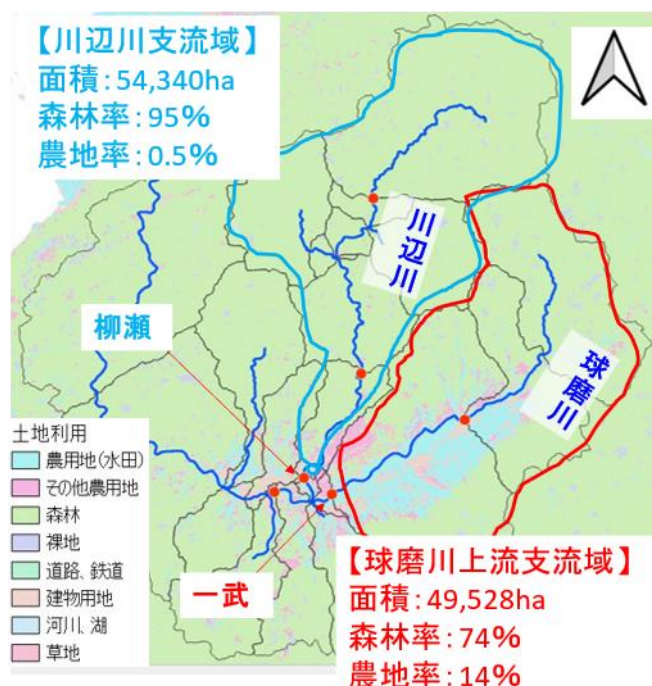 【川辺川支流域】
面積：54,340ha
森林率：95%
農地率：0.5%
川辺川
柳瀬
球磨川
土地利用
農用地(水田)
その他農用地
森林
裸地
道路、鉄道
建物用地
河川、湖
草地
一武
【球磨川上流支流域】
面積：49,528ha
森林率：74%
農地率：14%